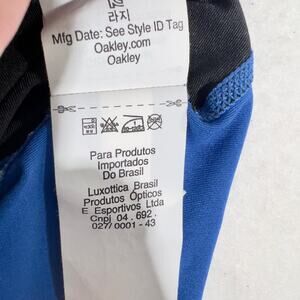 라지
Mfg Date: See Style ID Tag
Oakley.com
Oakley
Para Produtos
Importados
Do Brasil
Luxottica Brasil
Produtos Ópticos
E Esportivos Ltda
Cnpj 04.692.
027/0001-43